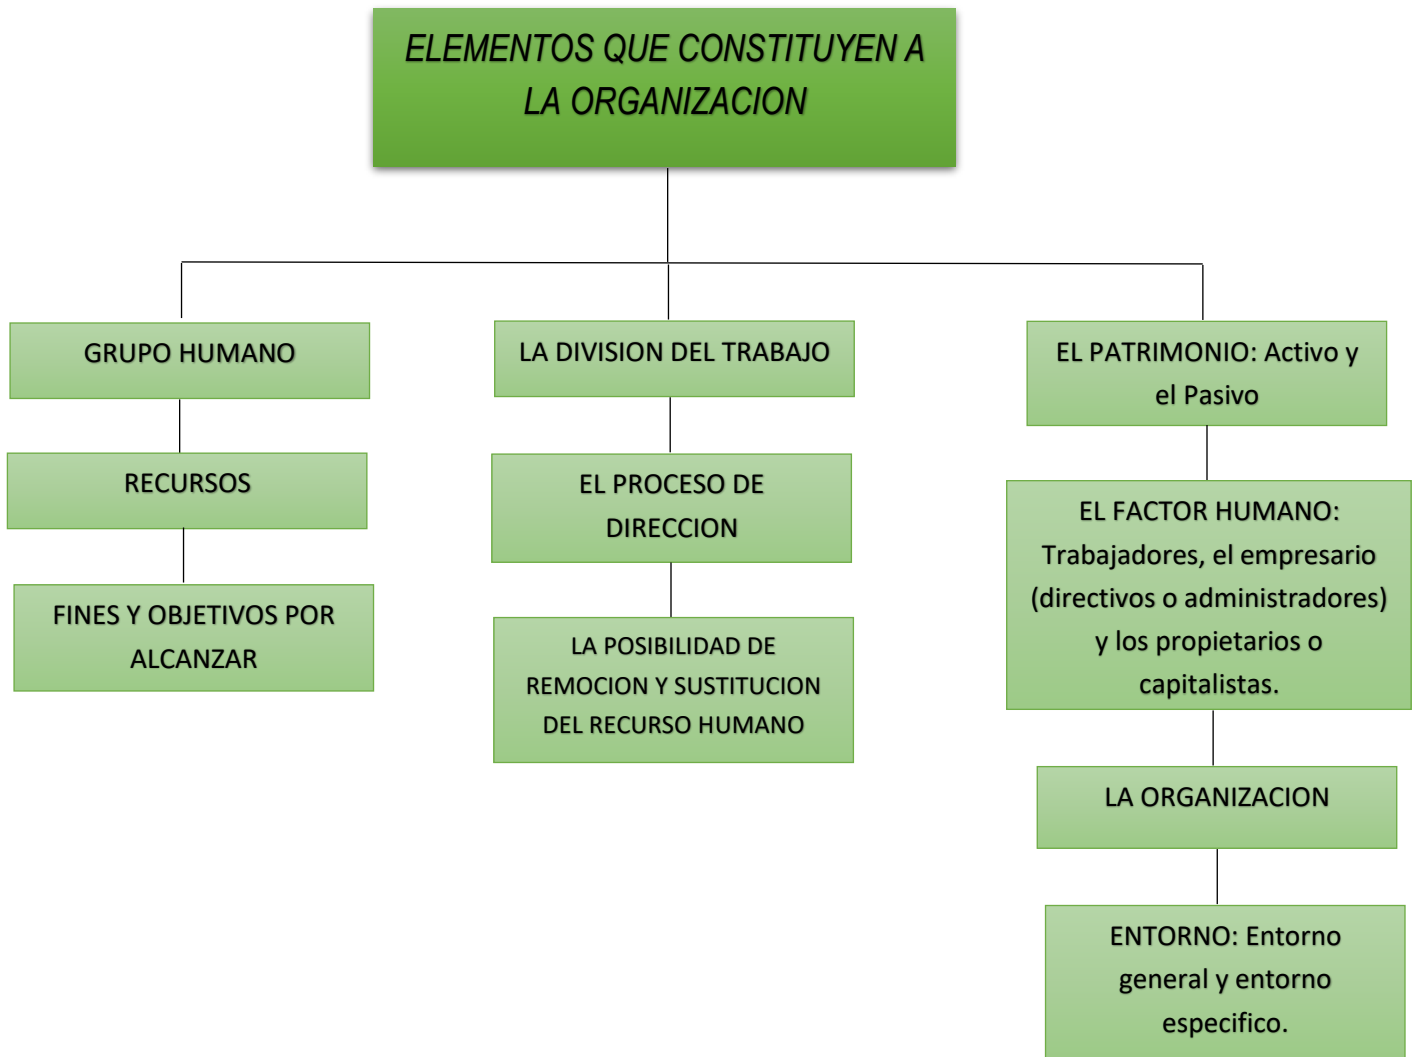 ELEMENTOS QUE CONSTITUYEN A
LA ORGANIZACION
GRUPO HUMANO
RECURSOS
FINES Y OBJETIVOS POR
ALCANZAR
LA DIVISION DEL TRABAJO
EL PROCESO DE
DIRECCION
LA POSIBILIDAD DE
REMOCION Y SUSTITUCION
DEL RECURSO HUMANO
EL PATRIMONIO: Activo y
el Pasivo
EL FACTOR HUMANO:
Trabajadores, el empresario
(directivos o administradores)
y los propietarios o
capitalistas.
LA ORGANIZACION
ENTORNO: Entorno
general y entorno
especifico.